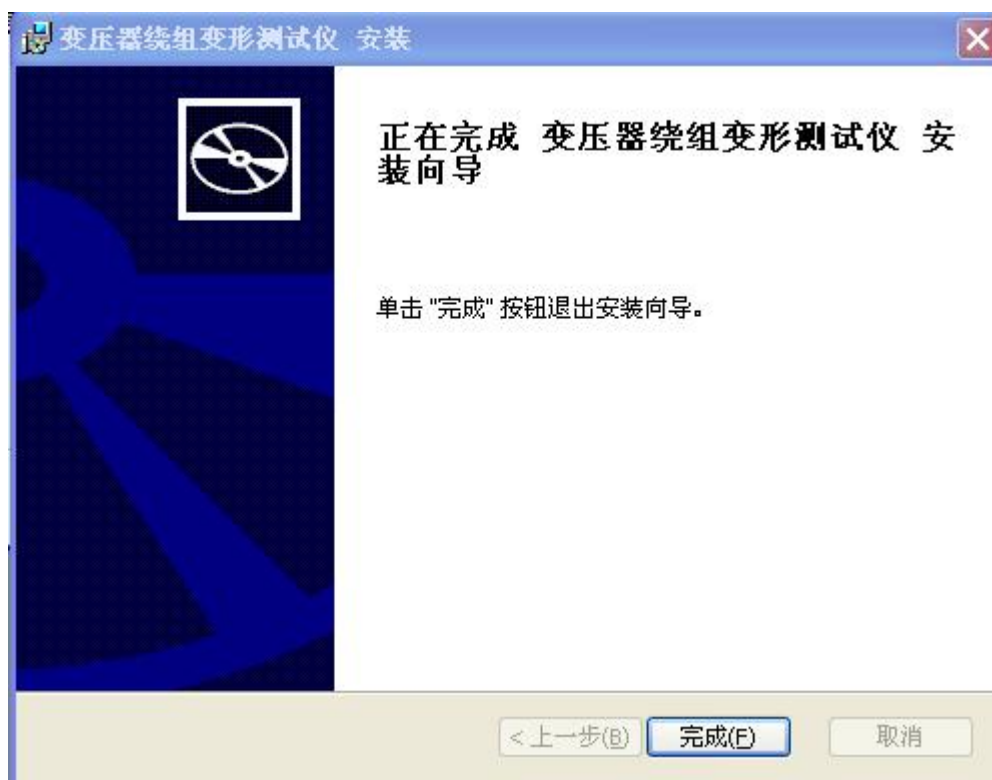 变压器绕组变形测试仪 安装
正在完成 变压器绕组变形测试仪 安
装向导
单击 "完成" 按钮退出安装向导。
<上一步(B)
完成(F)
取消